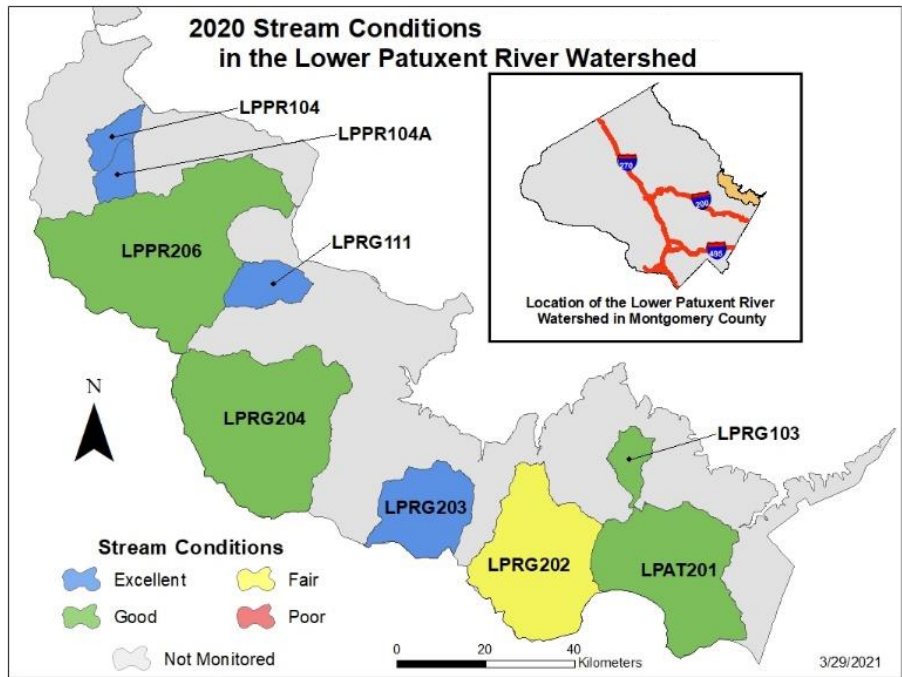 2020 Stream Conditions
in the Lower Patuxent River Watershed
LPPR104
LPPR104A
LPPR206
LPRG111
270
200
495
Location of the Lower Patuxent River
Watershed in Montgomery County
N
LPRG204
LPRG103
LPRG203
LPRG202
LPAT201
Stream Conditions
Excellent
Fair
Good
Poor
Not Monitored
0 20 40
Kilometers
3/29/2021